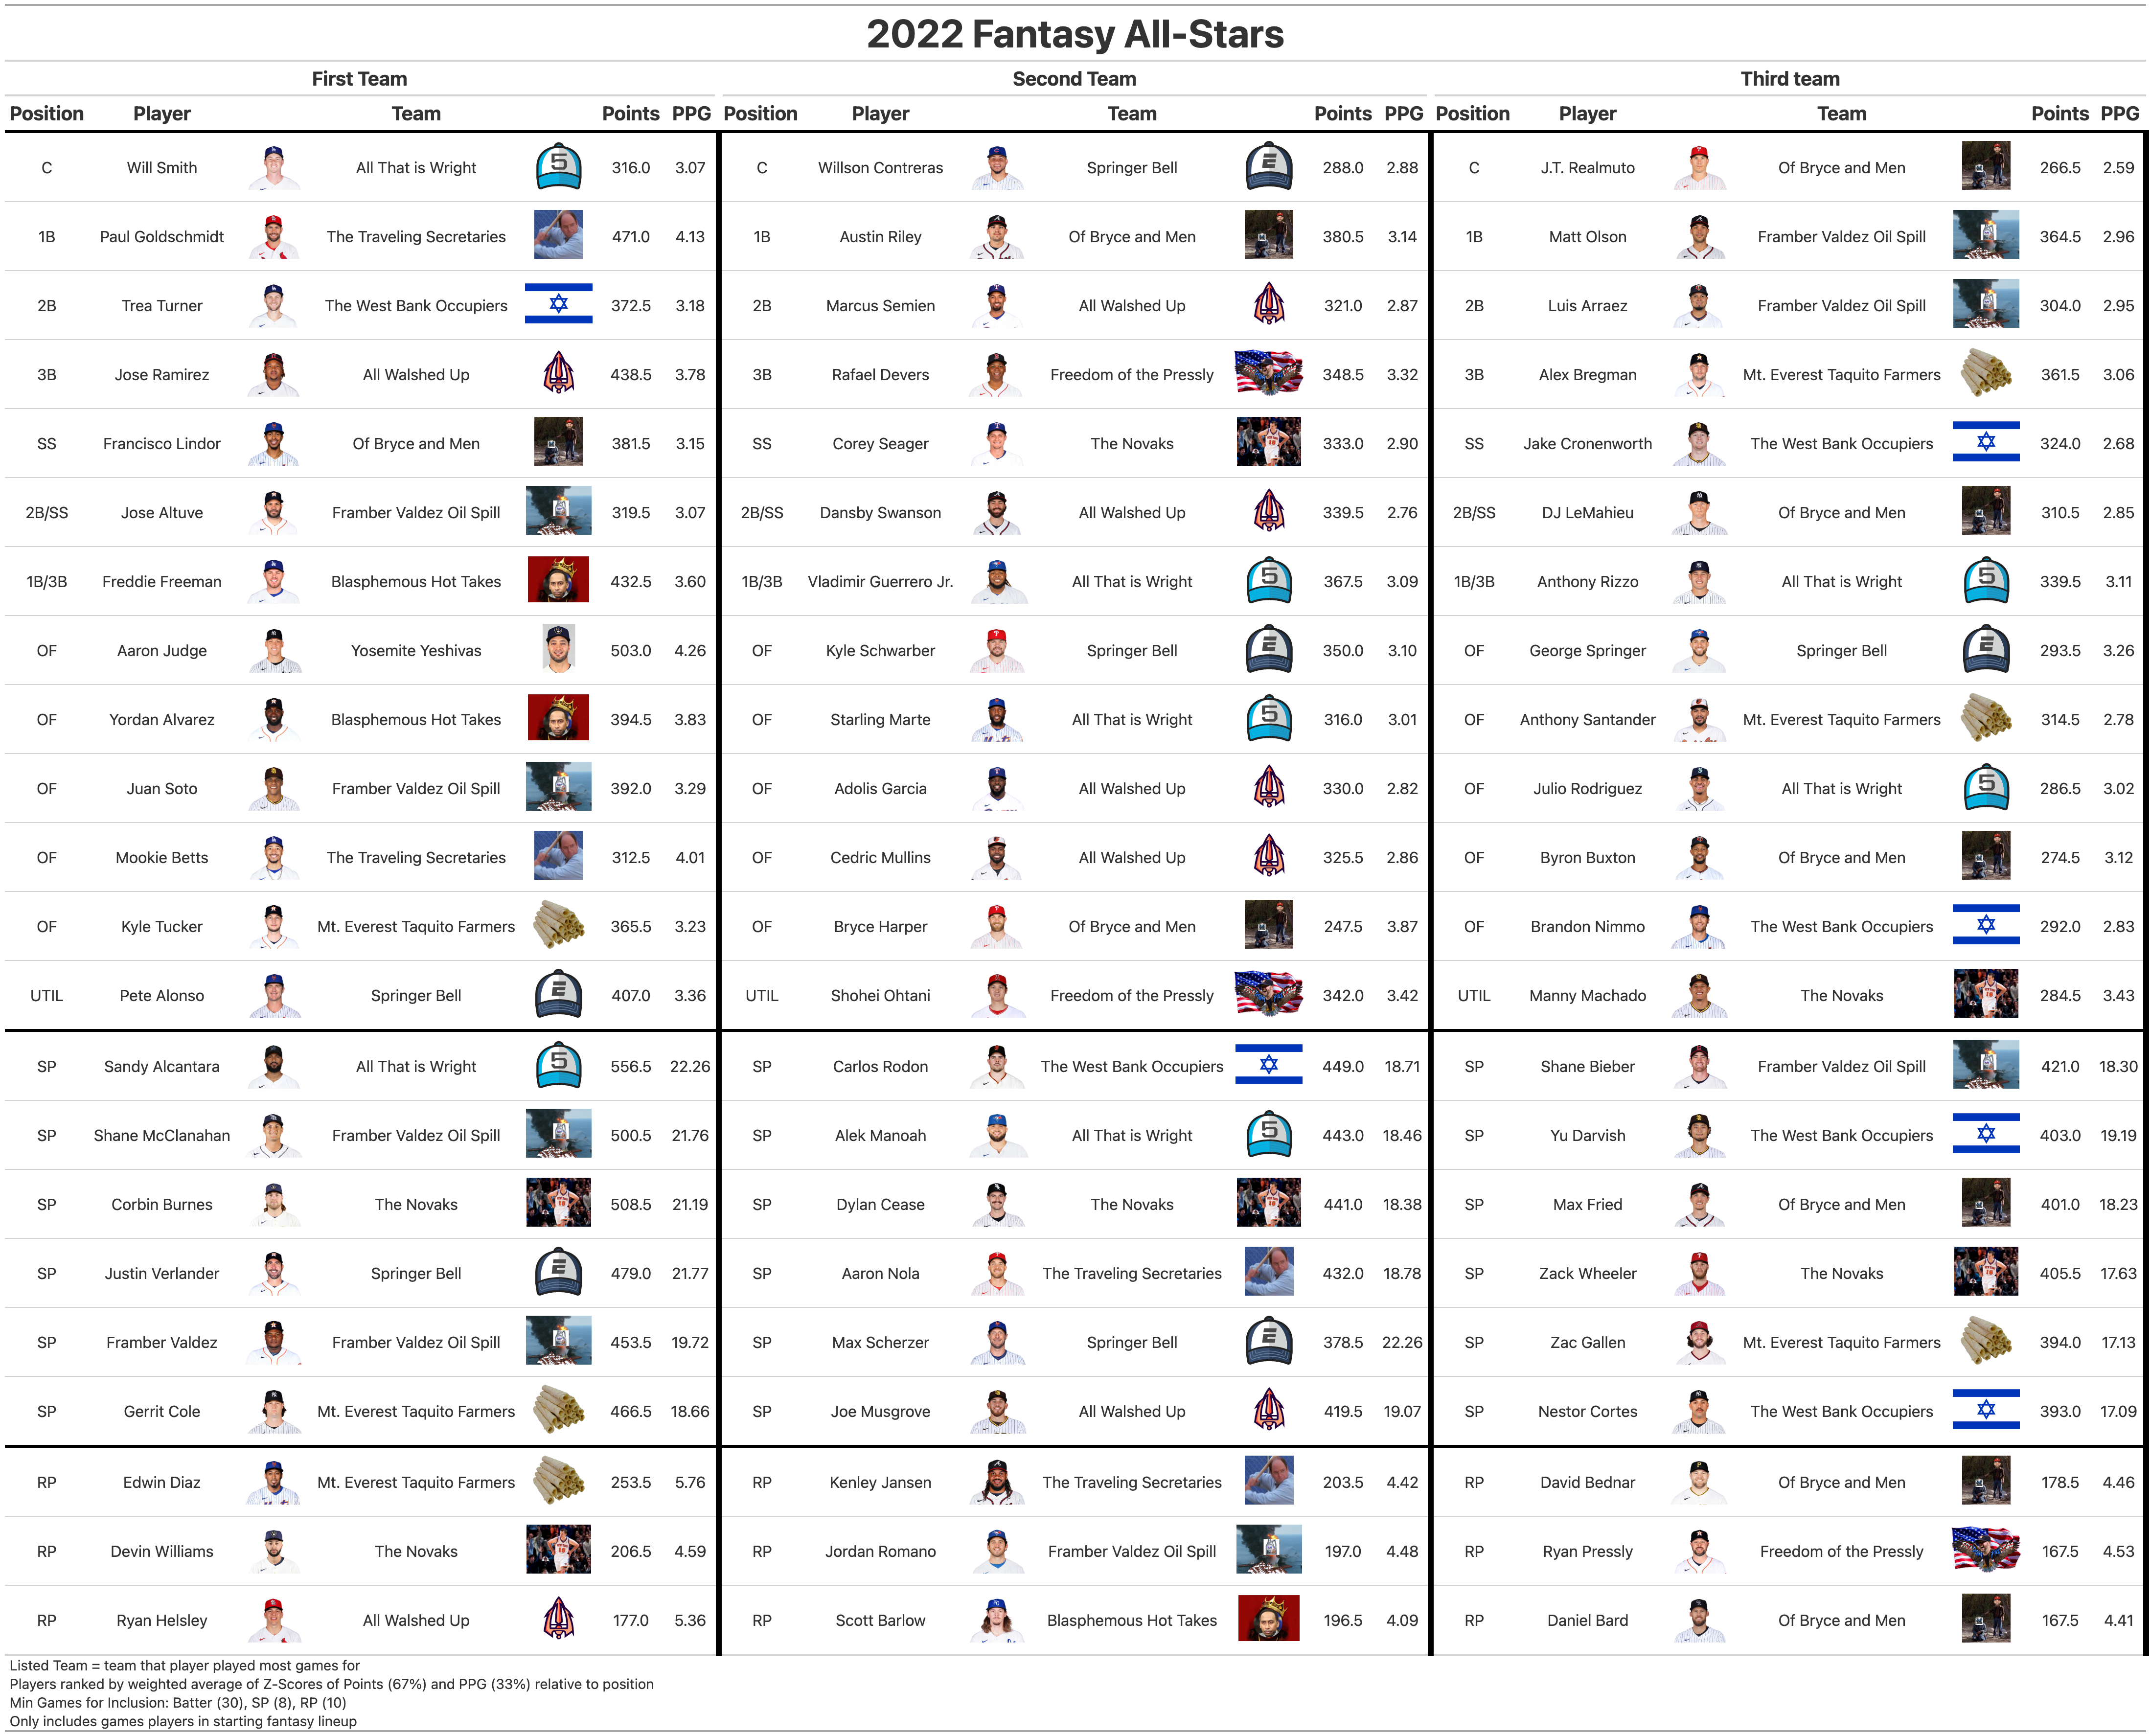 2022 Fantasy All-Stars
First Team Second Team Third team
Position Player Team Points PPG Position Player Team Points PPG Position Player Team Points PPG
C Will Smith All That is Wright 5 316.0 3.07 C Willson Contreras Springer Bell 288.0 2.88 C J.T. Realmuto Of Bryce and Men 266.5 2.59
1B Paul Goldschmidt The Traveling Secretaries 471.0 4.13 1B Austin Riley Of Bryce and Men 380.5 3.14 1B Matt Olson Framber Valdez Oil Spill 364.5 2.96
2B Trea Turner The West Bank Occupiers 372.5 3.18 2B Marcus Semien All Walshed Up 321.0 2.87 2B Luis Arraez Framber Valdez Oil Spill 304.0 2.95
3B Jose Ramirez All Walshed Up 438.5 3.78 3B Rafael Devers Freedom of the Pressly 348.5 3.32 3B Alex Bregman Mt. Everest Taquito Farmers 361.5 3.06
SS Francisco Lindor Of Bryce and Men 381.5 3.15 SS Corey Seager The Novaks 333.0 2.90 SS Jake Cronenworth The West Bank Occupiers 324.0 2.68
2B/SS Jose Altuve Framber Valdez Oil Spill 319.5 3.07 2B/SS Dansby Swanson All Walshed Up 339.5 2.76 2B/SS DJ LeMahieu Of Bryce and Men 310.5 2.85
1B/3B Freddie Freeman Blasphemous Hot Takes 432.5 3.60 1B/3B Vladimir Guerrero Jr. All That is Wright 5 367.5 3.09 1B/3B Anthony Rizzo All That is Wright 5 339.5 3.11
OF Aaron Judge Yosemite Yeshivas 503.0 4.26 OF Kyle Schwarber Springer Bell 350.0 3.10 OF George Springer Springer Bell 293.5 3.26
OF Yordan Alvarez Blasphemous Hot Takes 394.5 3.83 OF Starling Marte All That is Wright 5 316.0 3.01 OF Anthony Santander Mt. Everest Taquito Farmers 314.5 2.78
OF Juan Soto Framber Valdez Oil Spill 392.0 3.29 OF Adolis Garcia All Walshed Up 330.0 2.82 OF Julio Rodriguez All That is Wright 5 286.5 3.02
OF Mookie Betts The Traveling Secretaries 312.5 4.01 OF Cedric Mullins All Walshed Up 325.5 2.86 OF Byron Buxton Of Bryce and Men 274.5 3.12
OF Kyle Tucker Mt. Everest Taquito Farmers 365.5 3.23 OF Bryce Harper Of Bryce and Men 247.5 3.87 OF Brandon Nimmo The West Bank Occupiers 292.0 2.83
UTIL Pete Alonso Springer Bell 407.0 3.36 UTIL Shohei Ohtani Freedom of the Pressly 342.0 3.42 UTIL Manny Machado The Novaks 284.5 3.43
SP Sandy Alcantara All That is Wright 5 556.5 22.26 SP Carlos Rodon The West Bank Occupiers 449.0 18.71 SP Shane Bieber Framber Valdez Oil Spill 421.0 18.30
SP Shane McClanahan Framber Valdez Oil Spill 500.5 21.76 SP Alek Manoah All That is Wright 5 443.0 18.46 SP Yu Darvish The West Bank Occupiers 403.0 19.19
SP Corbin Burnes The Novaks 508.5 21.19 SP Dylan Cease The Novaks 441.0 18.38 SP Max Fried Of Bryce and Men 401.0 18.23
SP Justin Verlander Springer Bell 479.0 21.77 SP Aaron Nola The Traveling Secretaries 432.0 18.78 SP Zack Wheeler The Novaks 405.5 17.63
SP Framber Valdez Framber Valdez Oil Spill 453.5 19.72 SP Max Scherzer Springer Bell 378.5 22.26 SP Zac Gallen Mt. Everest Taquito Farmers 394.0 17.13
SP Gerrit Cole Mt. Everest Taquito Farmers 466.5 18.66 SP Joe Musgrove All Walshed Up 419.5 19.07 SP Nestor Cortes The West Bank Occupiers 393.0 17.09
RP Edwin Diaz Mt. Everest Taquito Farmers 253.5 5.76 RP Kenley Jansen The Traveling Secretaries 203.5 4.42 RP David Bednar Of Bryce and Men 178.5 4.46
RP Devin Williams The Novaks 206.5 4.59 RP Jordan Romano Framber Valdez Oil Spill 197.0 4.48 RP Ryan Pressly Freedom of the Pressly 167.5 4.53
RP Ryan Helsley All Walshed Up 177.0 5.36 RP Scott Barlow Blasphemous Hot Takes 196.5 4.09 RP Daniel Bard Of Bryce and Men 167.5 4.41
Listed Team = team that player played most games for
Players ranked by weighted average of Z-Scores of Points (67%) and PPG (33%) relative to position
Min Games for Inclusion: Batter (30), SP (8), RP (10)
Only includes games players in starting fantasy lineup